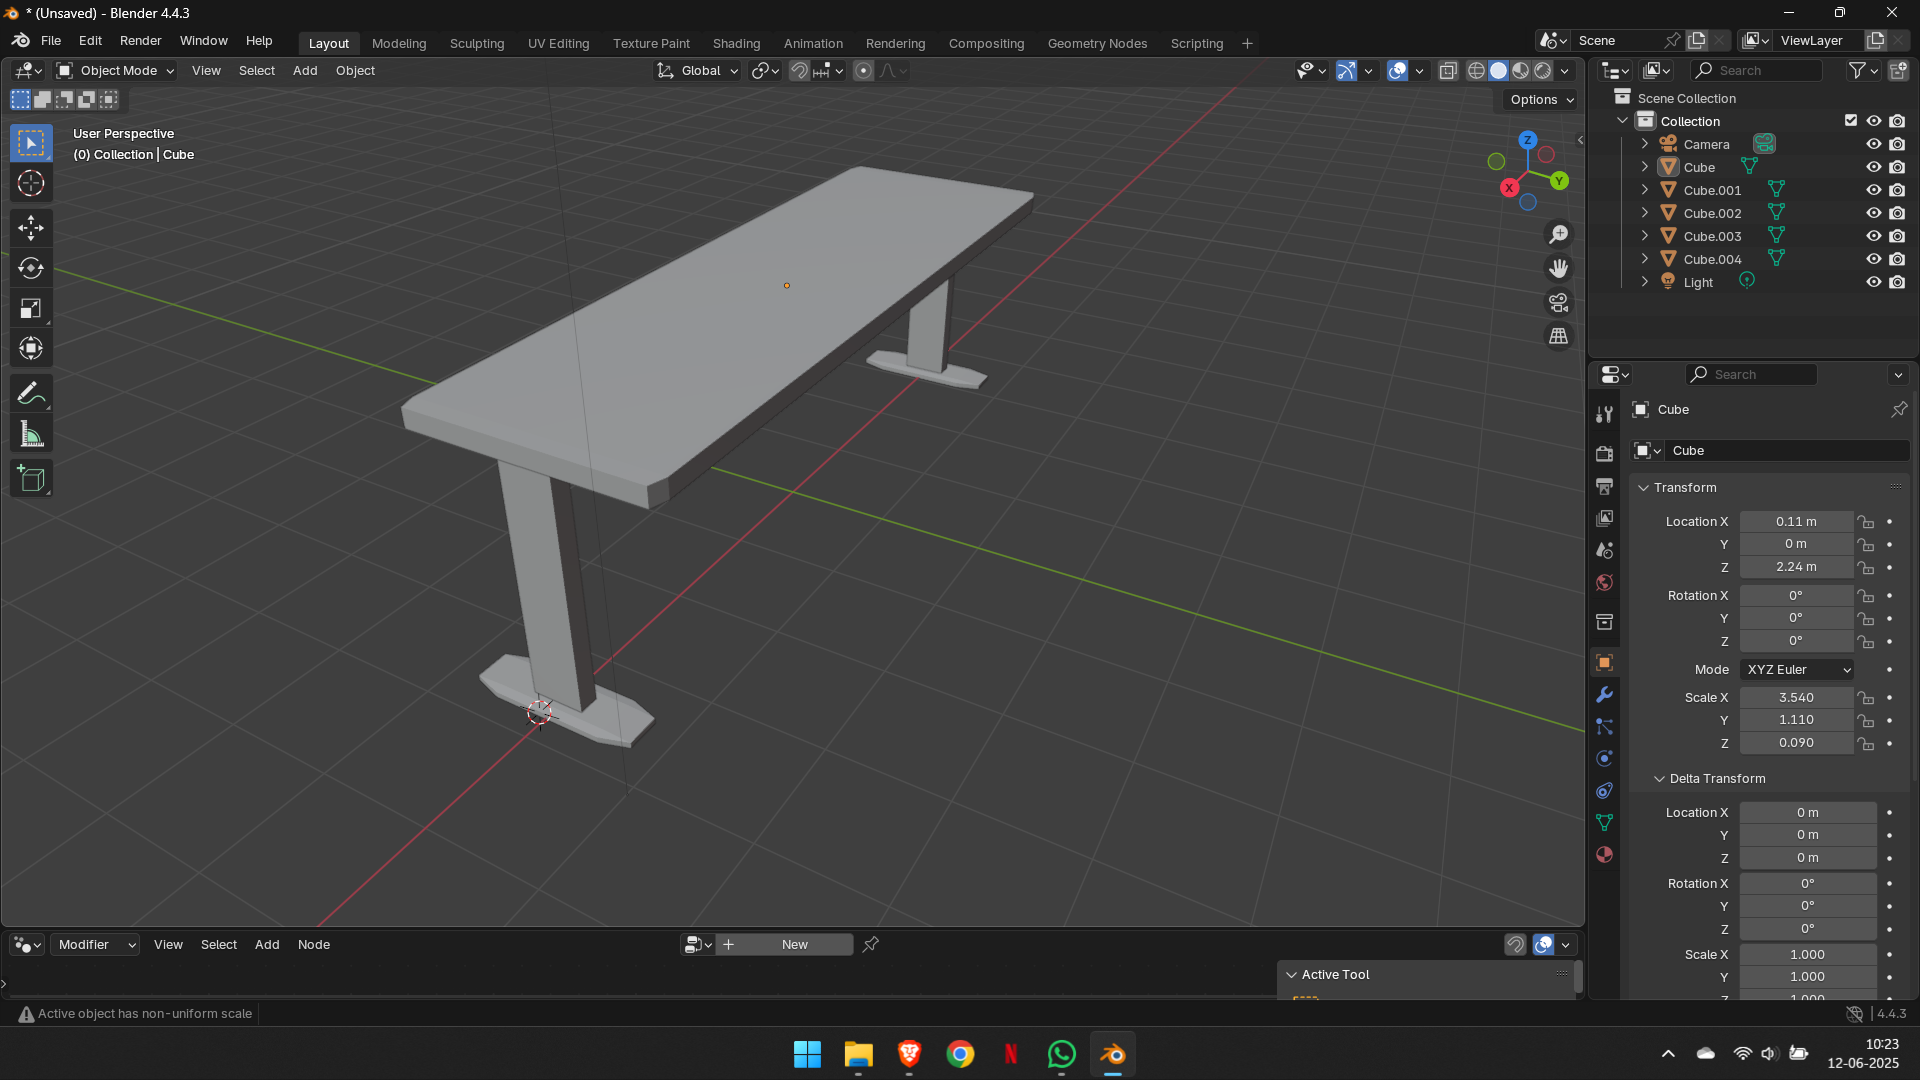 * (Unsaved) - Blender 4.4.3
File Edit Render Window Help
Layout Modeling Sculpting UV Editing Texture Paint Shading Animation Rendering Compositing Geometry Nodes Scripting +
Scene
ViewLayer
Object Mode View Select Add Object
Global
Search
Options
User Perspective
(0) Collection | Cube
Z
Y
X
Scene Collection
Collection
Camera
Cube
Cube.001
Cube.002
Cube.003
Cube.004
Light
Search
Cube
Cube
Transform
Location X 0.11 m
Y 0 m
Z 2.24 m
Rotation X 0°
Y 0°
Z 0°
Mode XYZ Euler
Scale X 3.540
Y 1.110
Z 0.090
Delta Transform
Location X 0 m
Y 0 m
Z 0 m
Rotation X 0°
Y 0°
Z 0°
Scale X 1.000
Y 1.000
Z 1.000
Modifier View Select Add Node
+ New
Active Tool
Active object has non-uniform scale
4.4.3
N
10:23
12-06-2025